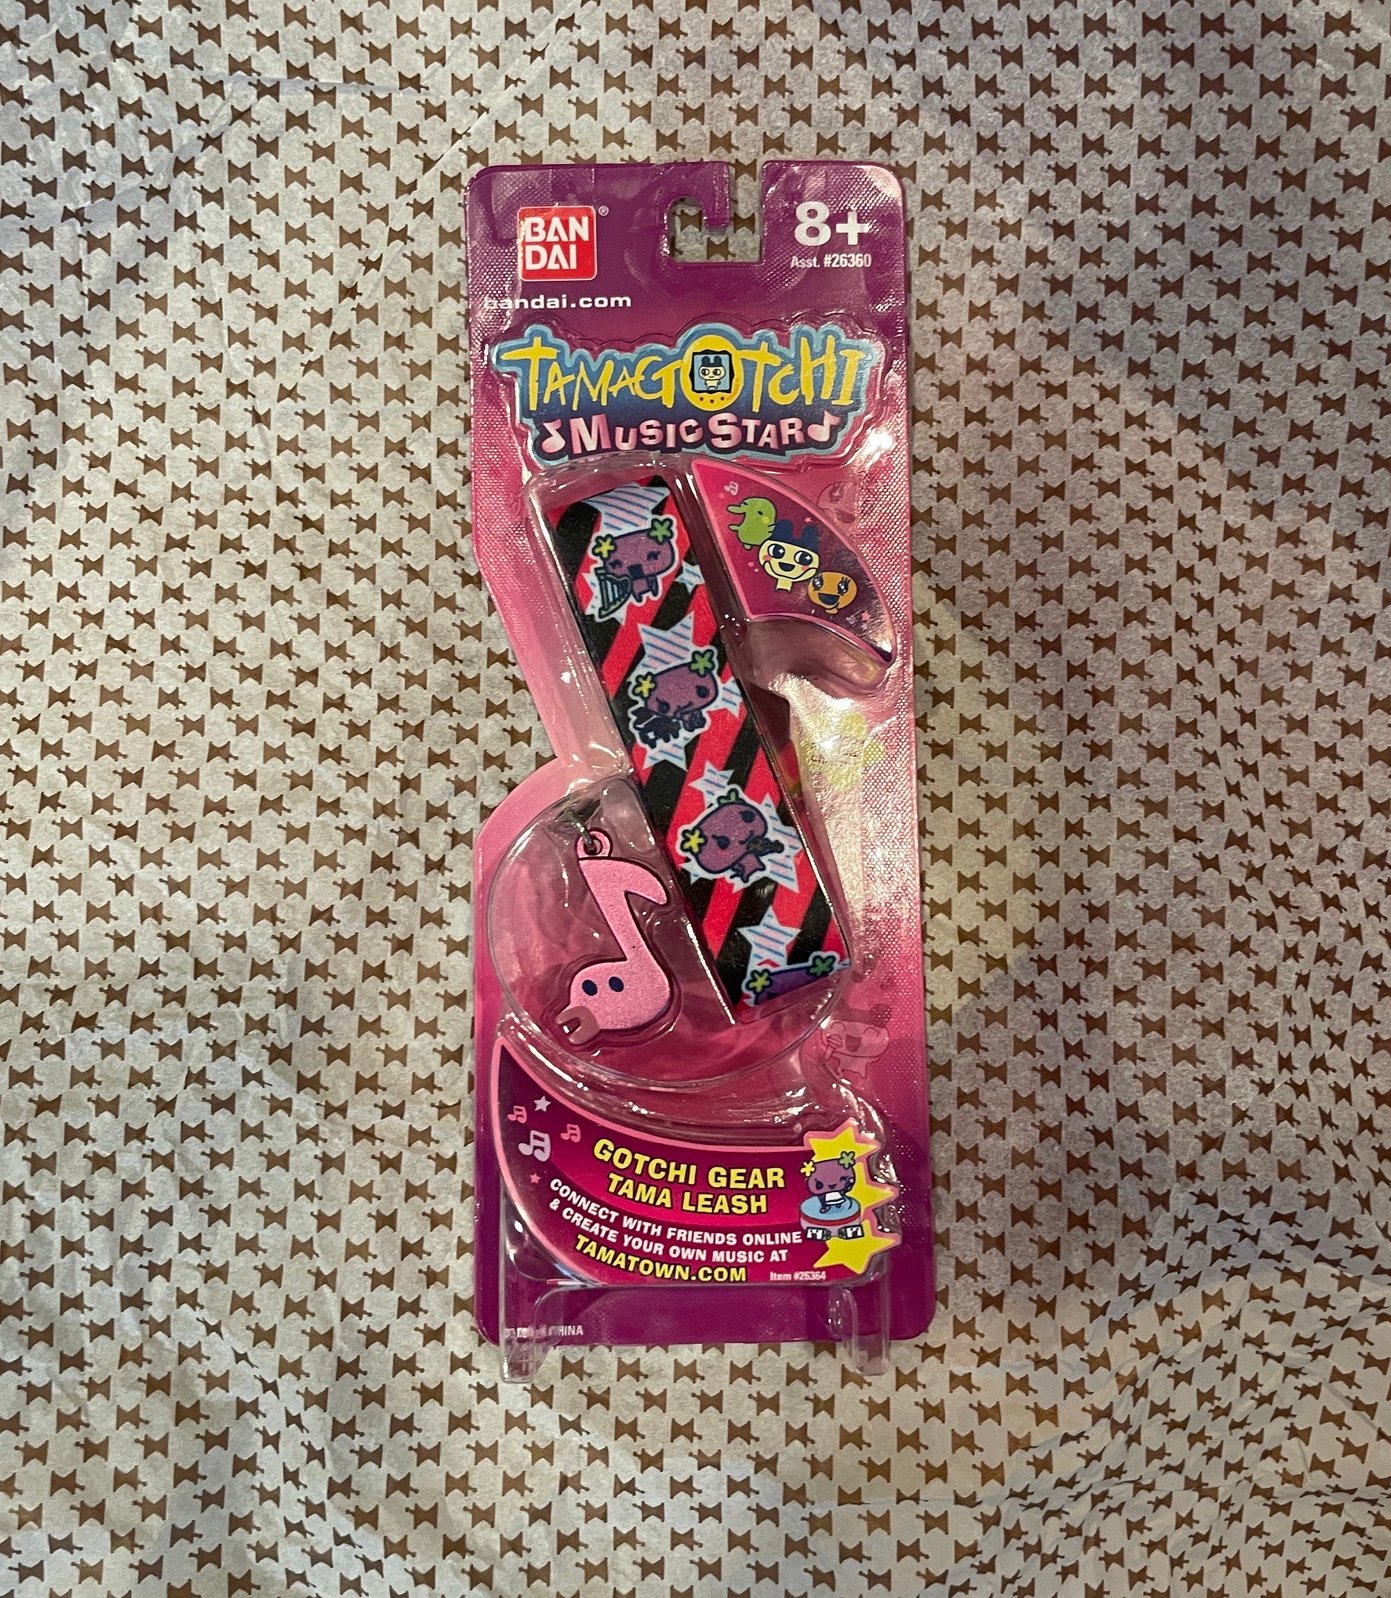 BAN
DAI
®
bandai.com
8+
Asst. #26360
TAMAGOTCHI
MUSIC STAR
GOTCHI GEAR
TAMA LEASH
CONNECT WITH FRIENDS ONLINE
& CREATE YOUR OWN MUSIC AT
TAMATOWN.COM
Item #26364
CHINA